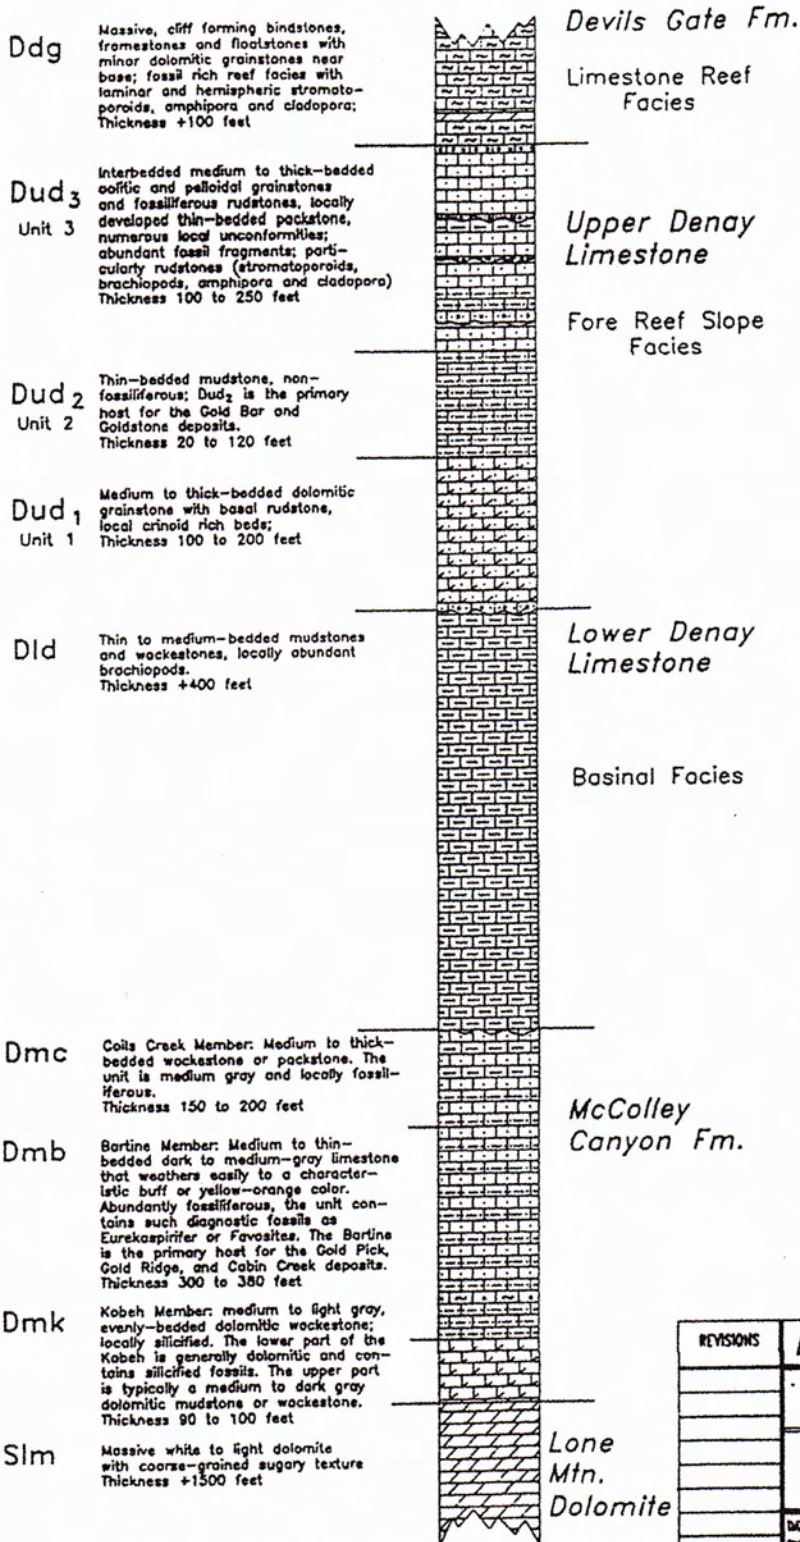 Ddg
Massive, cliff forming bindstones,
framestones and floatstones with
minor dolomitic grainstones near
base; fossil rich reef facies with
laminar and hemispheric stromato-
poroids, amphipora and cladopora;
Thickness +100 feet
Devils Gate Fm.
Limestone Reef
Facies
Dud3
Unit 3
Interbedded medium to thick-bedded
oolitic and pelloidal grainstones
and fossiliferous rudstones, locally
developed thin-bedded packstone,
numerous local unconformities;
abundant fossil fragments; parti-
cularly rudstones (stromatoporoids,
brachiopods, amphipora and cladopora)
Thickness 100 to 250 feet
Upper Denay
Limestone
Fore Reef Slope
Facies
Dud2
Unit 2
Thin-bedded mudstone, non-
fossiliferous; Dud2 is the primary
host for the Gold Bar and
Goldstone deposits.
Thickness 20 to 120 feet
Dud1
Unit 1
Medium to thick-bedded dolomitic
grainstone with basal rudstone,
local crinoid rich beds;
Thickness 100 to 200 feet
Dld
Thin to medium-bedded mudstones
and wackestones, locally abundant
brachiopods.
Thickness +400 feet
Lower Denay
Limestone
Basinal Facies
Dmc
Coils Creek Member: Medium to thick-
bedded wackestone or packstone. The
unit is medium gray and locally fossil-
iferous.
Thickness 150 to 200 feet
McColley
Canyon Fm.
Dmb
Bartine Member: Medium to thin-
bedded dark to medium-gray limestone
that weathers easily to a character-
istic buff or yellow-orange color.
Abundantly fossiliferous, the unit con-
tains such diagnostic fossils as
Eurekaspirifer or Favosites. The Bartine
is the primary host for the Gold Pick,
Gold Ridge, and Cabin Creek deposits.
Thickness 300 to 380 feet
Dmk
Kobeh Member: medium to light gray,
evenly-bedded dolomitic wackestone;
locally silicified. The lower part of the
Kobeh is generally dolomitic and con-
tains silicified fossils. The upper part
is typically a medium to dark gray
dolomitic mudstone or wackestone.
Thickness 90 to 100 feet
Slm
Massive white to light dolomite
with coarse-grained sugary texture
Thickness +1500 feet
Lone
Mtn.
Dolomite
REVISIONS